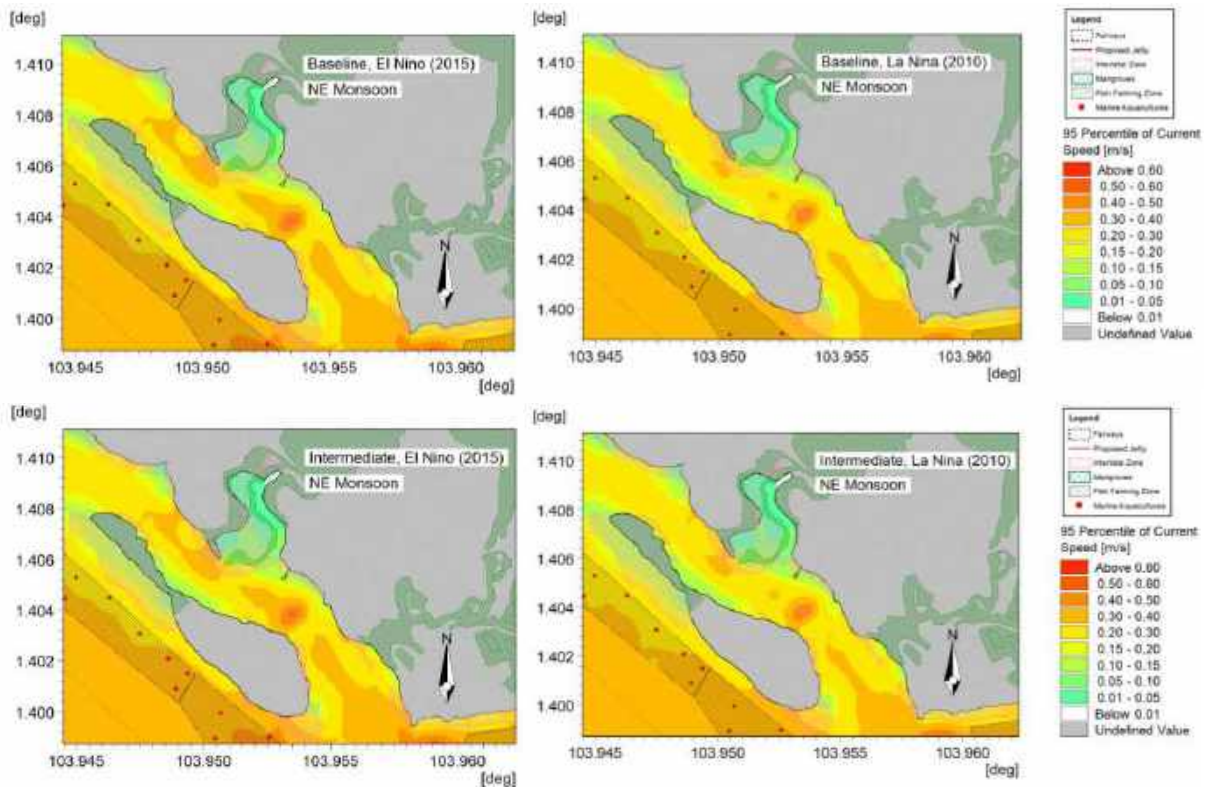 [deg]
1.410
1.408
1.406
1.404
1.402
1.400
103.945 103.950 103.955 103.960
[deg]
Baseline, El Nino (2015)
NE Monsoon
N
[deg]
1.410
1.408
1.406
1.404
1.402
1.400
103.945 103.950 103.955 103.960
[deg]
Baseline, La Nina (2010)
NE Monsoon
N
Legend
Fairways
Proposed Jetty
Intertidal Zone
Mangroves
Fish Farming Zone
Marine Aquacultures
95 Percentile of Current
Speed [m/s]
Above 0.60
0.50 - 0.60
0.40 - 0.50
0.30 - 0.40
0.20 - 0.30
0.15 - 0.20
0.10 - 0.15
0.05 - 0.10
0.01 - 0.05
Below 0.01
Undefined Value
[deg]
1.410
1.408
1.406
1.404
1.402
1.400
103.945 103.950 103.955 103.960
[deg]
Intermediate, El Nino (2015)
NE Monsoon
N
[deg]
1.410
1.408
1.406
1.404
1.402
1.400
103.945 103.950 103.955 103.960
[deg]
Intermediate, La Nina (2010)
NE Monsoon
N
Legend
Fairways
Proposed Jetty
Intertidal Zone
Mangroves
Fish Farming Zone
Marine Aquacultures
95 Percentile of Current
Speed [m/s]
Above 0.60
0.50 - 0.60
0.40 - 0.50
0.30 - 0.40
0.20 - 0.30
0.15 - 0.20
0.10 - 0.15
0.05 - 0.10
0.01 - 0.05
Below 0.01
Undefined Value